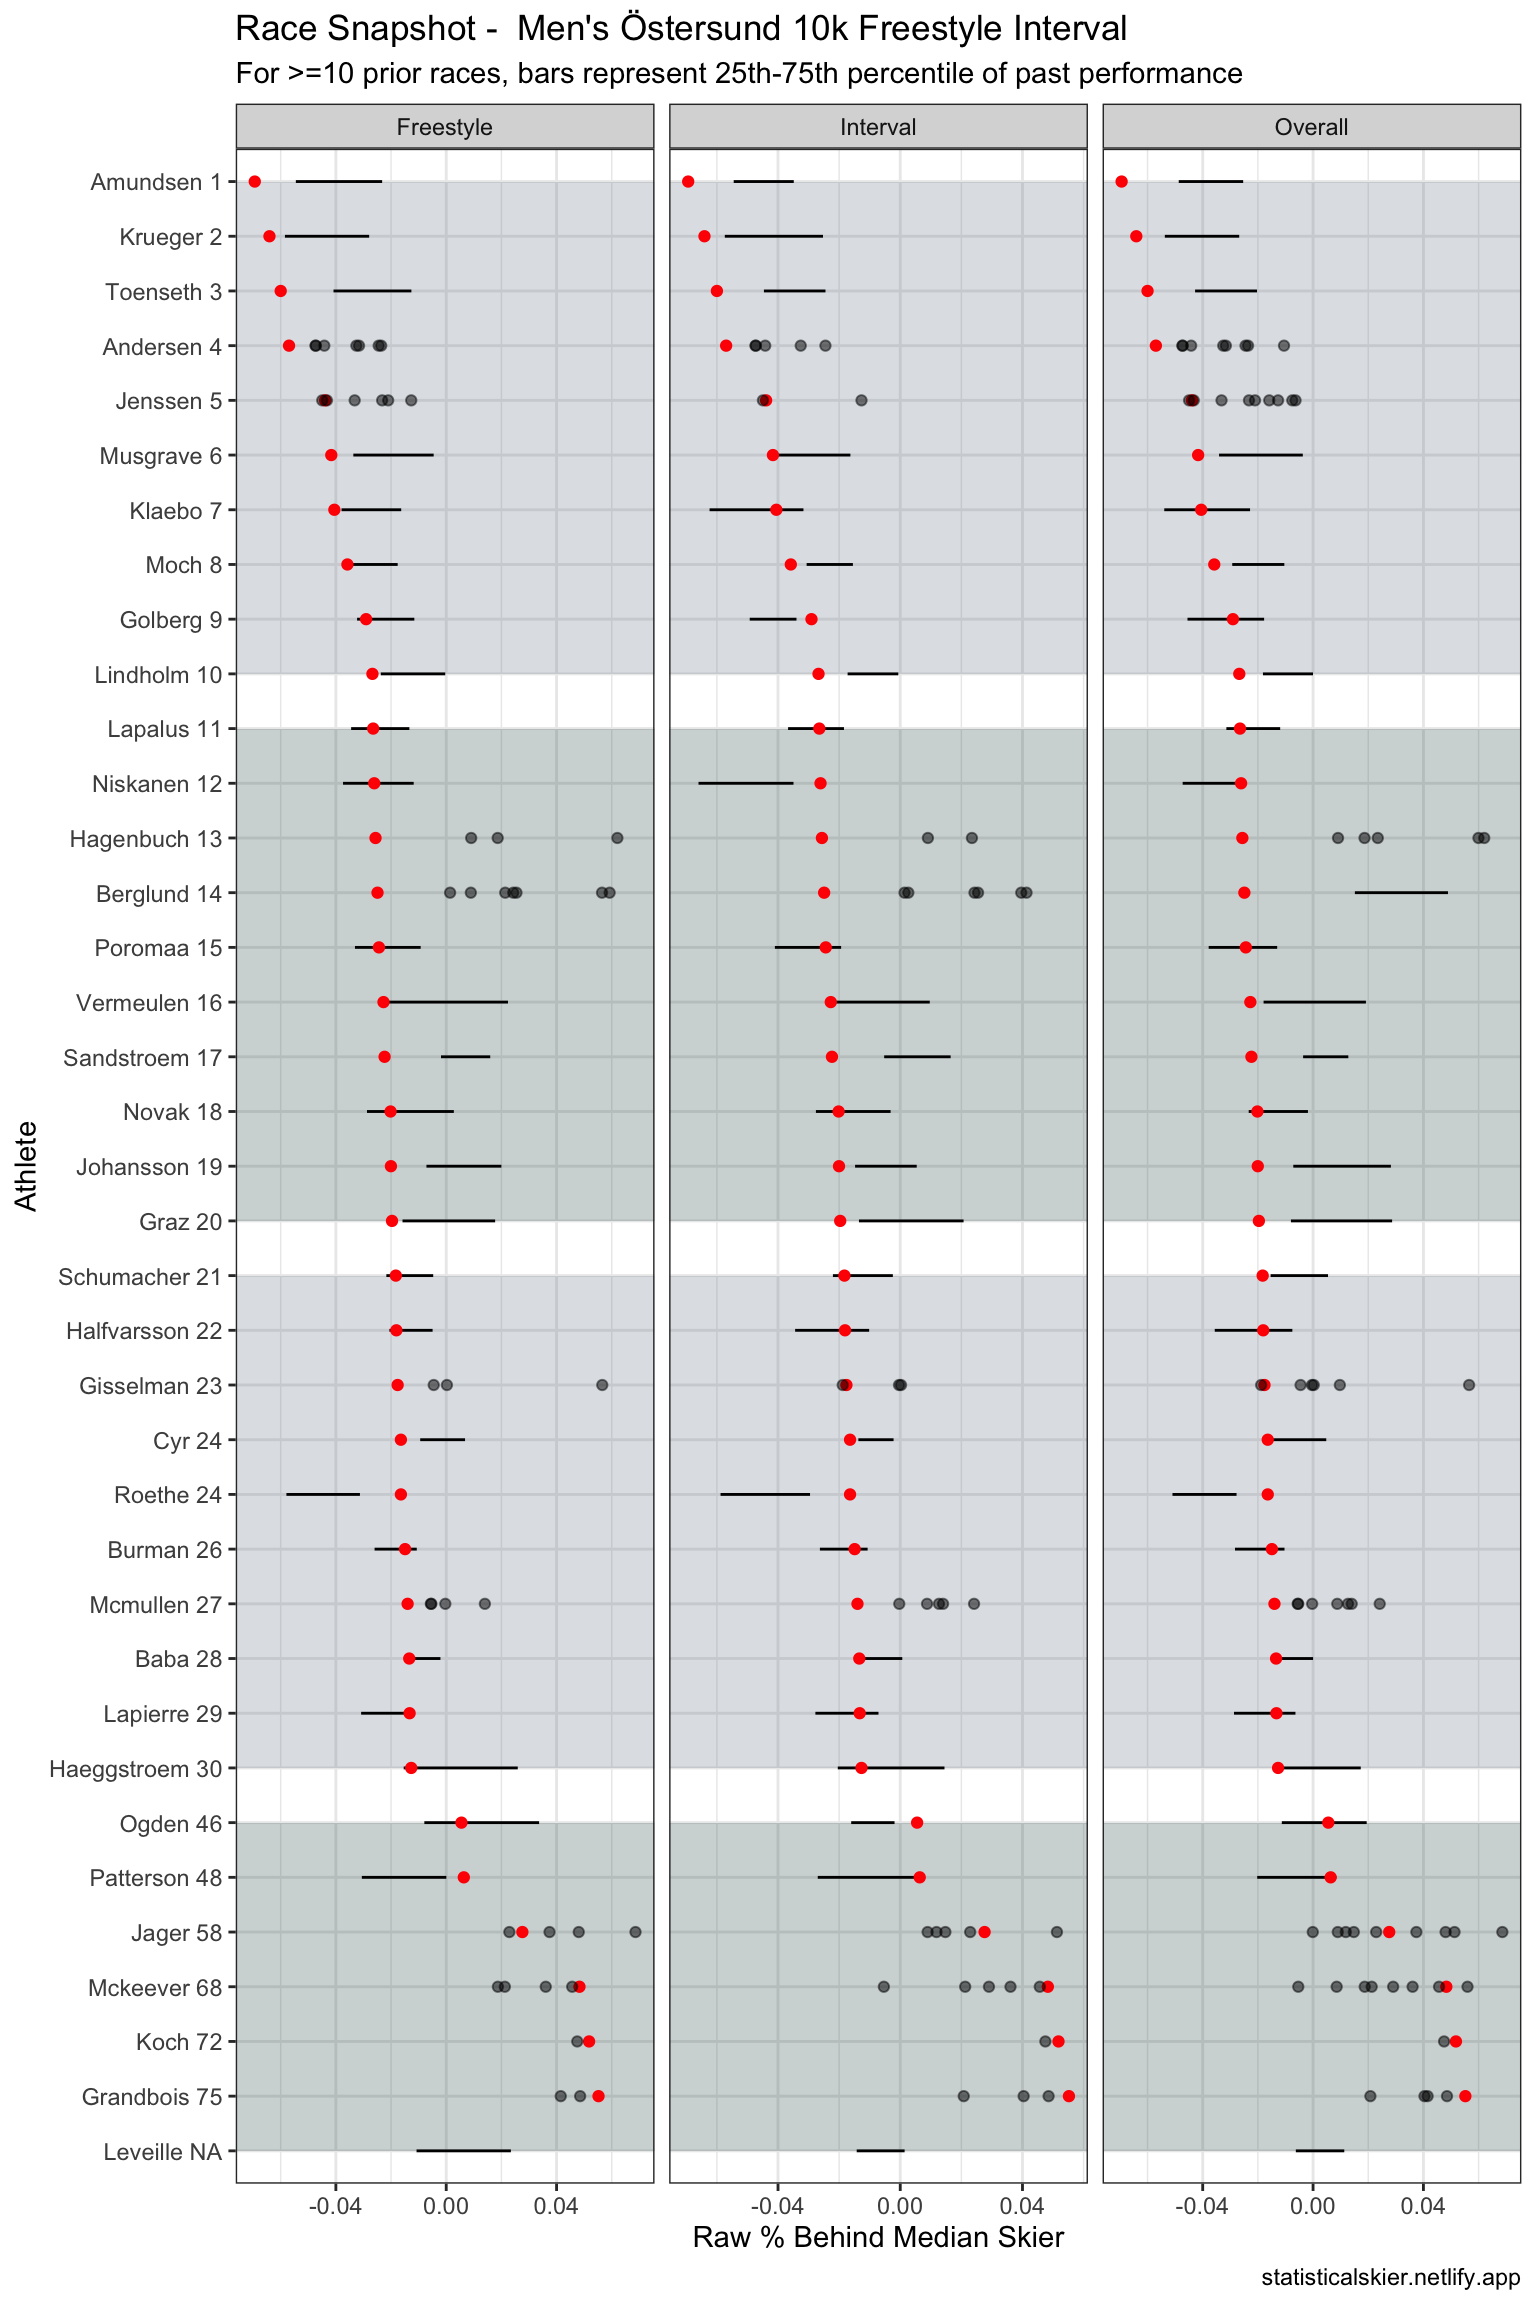 Race Snapshot -  Men's Östersund 10k Freestyle Interval
For >=10 prior races, bars represent 25th-75th percentile of past performance
Freestyle
Interval
Overall
Athlete
Amundsen 1
Krueger 2
Toenseth 3
Andersen 4
Jenssen 5
Musgrave 6
Klaebo 7
Moch 8
Golberg 9
Lindholm 10
Lapalus 11
Niskanen 12
Hagenbuch 13
Berglund 14
Poromaa 15
Vermeulen 16
Sandstroem 17
Novak 18
Johansson 19
Graz 20
Schumacher 21
Halfvarsson 22
Gisselman 23
Cyr 24
Roethe 24
Burman 26
Mcmullen 27
Baba 28
Lapierre 29
Haeggstroem 30
Ogden 46
Patterson 48
Jager 58
Mckeever 68
Koch 72
Grandbois 75
Leveille NA
-0.04 0.00 0.04
-0.04 0.00 0.04
-0.04 0.00 0.04
Raw % Behind Median Skier
statisticalskier.netlify.app